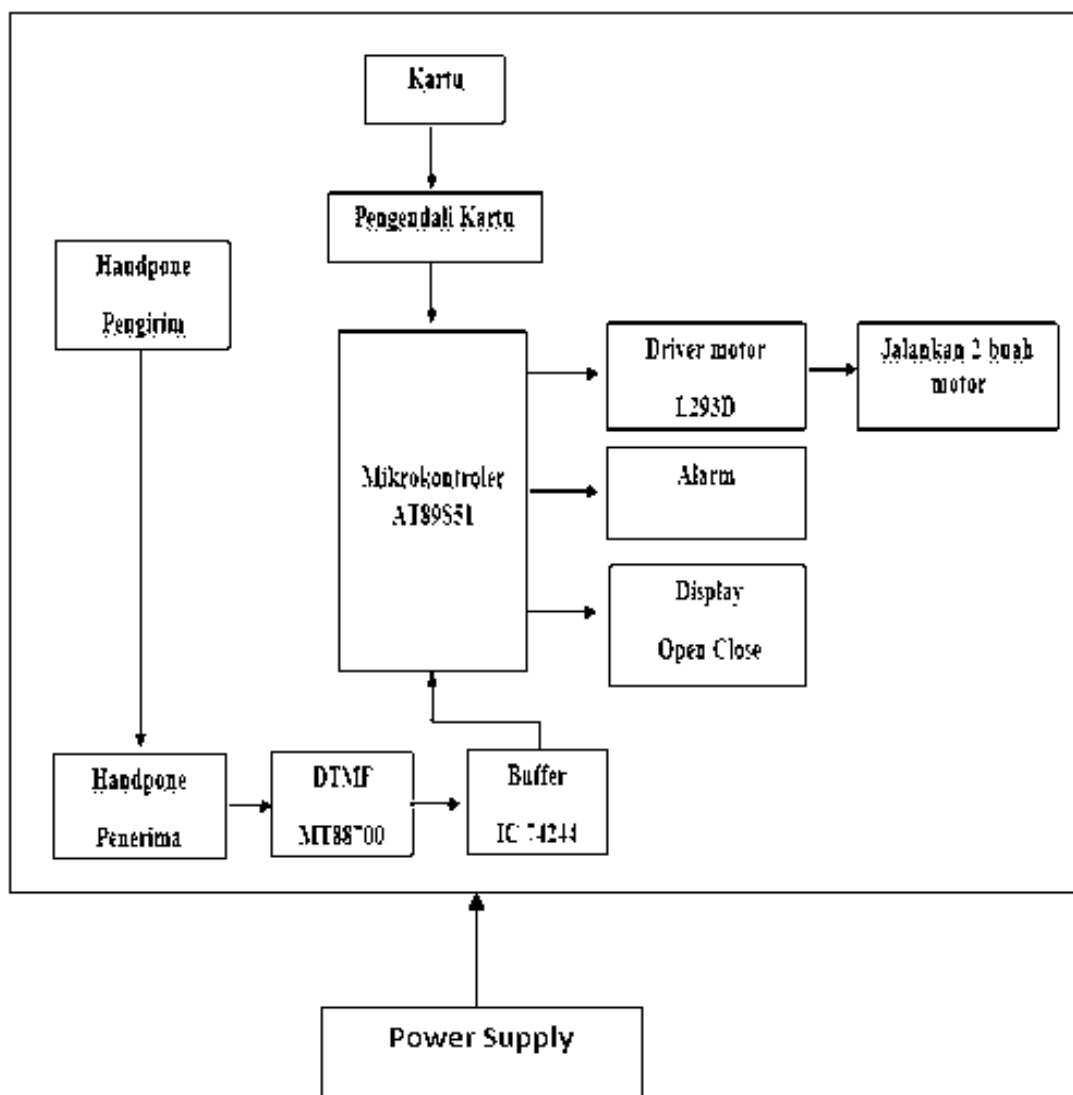 Kartu
Pengendali Kartu
Handpone
Pengirim
Mikrokontroler
AT89S51
Driver motor
L293D
Jalankan 2 buah
motor
Alarm
Display
Open Close
Handpone
Penerima
DTMF
MT88700
Buffer
IC 74244
Power Supply